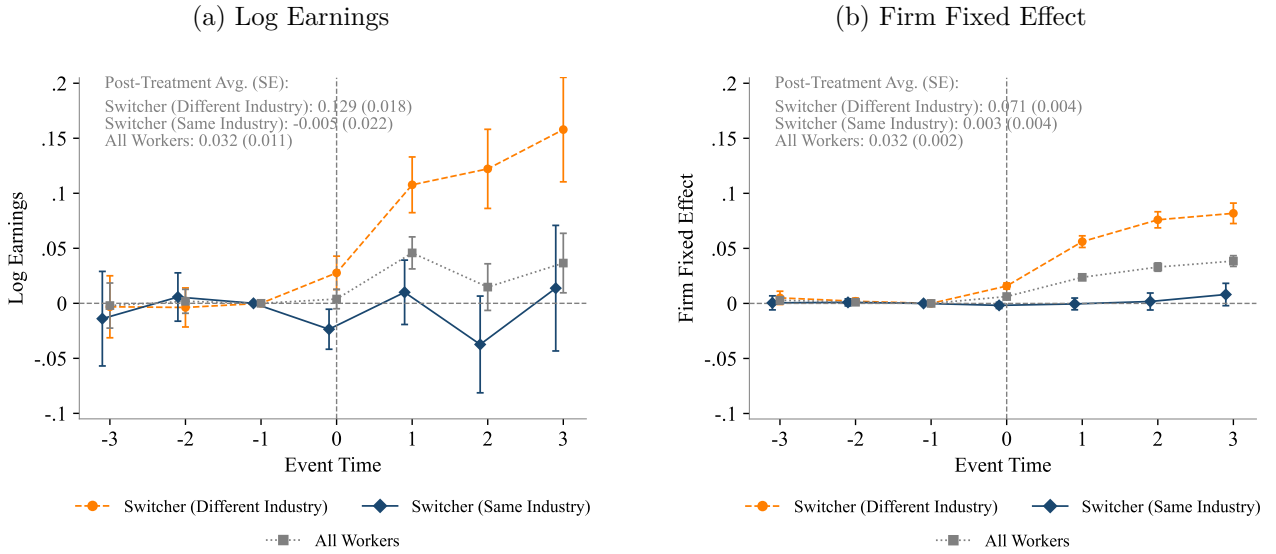 (a) Log Earnings
Post-Treatment Avg. (SE):
Switcher (Different Industry): 0.129 (0.018)
Switcher (Same Industry): -0.005 (0.022)
All Workers: 0.032 (0.011)
Log Earnings
.2
.15
.1
.05
0
-.05
-.1
-3 -2 -1 0 1 2 3
Event Time
Switcher (Different Industry) Switcher (Same Industry)
All Workers
(b) Firm Fixed Effect
Post-Treatment Avg. (SE):
Switcher (Different Industry): 0.071 (0.004)
Switcher (Same Industry): 0.003 (0.004)
All Workers: 0.032 (0.002)
Firm Fixed Effect
.2
.15
.1
.05
0
-.05
-.1
-3 -2 -1 0 1 2 3
Event Time
Switcher (Different Industry) Switcher (Same Industry)
All Workers